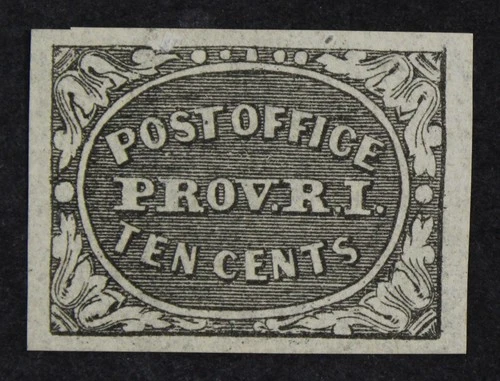 POST OFFICE
PROV. R. I.
TEN CENTS